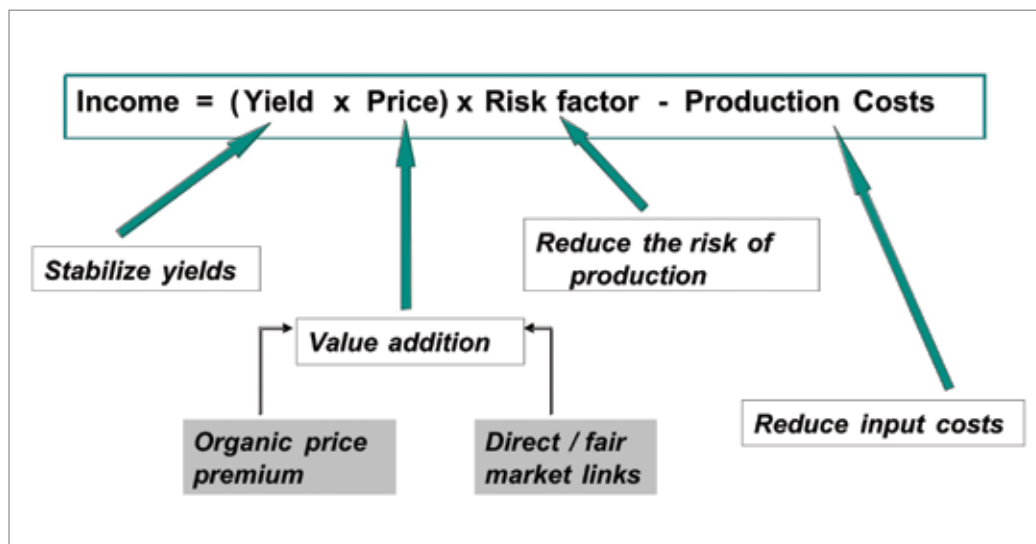 Income = (Yield x Price) x Risk factor - Production Costs
Stabilize yields
Reduce the risk of
production
Value addition
Organic price
premium
Direct / fair
market links
Reduce input costs